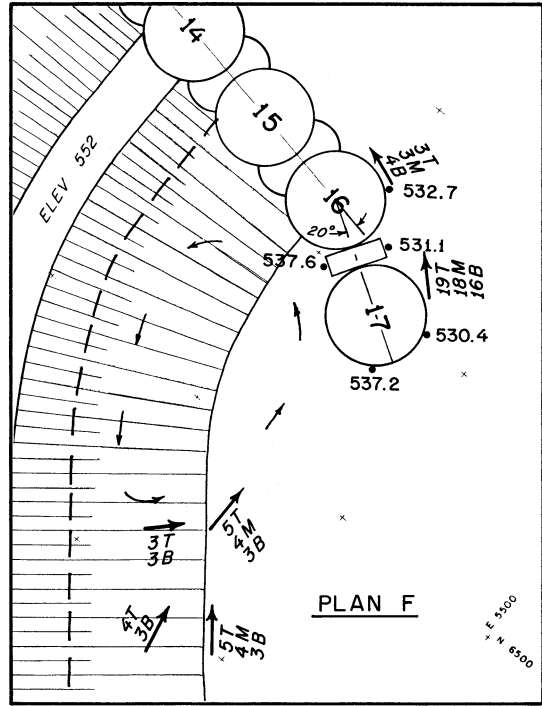 14
15
16
20°
3T
3M
4B
532.7
531.1
537.6
19T
18M
16B
17
530.4
537.2
ELEV 552
3T
3B
5T
4M
3B
4T
3B
5T
4M
3B
PLAN F
E 5500
N 6500